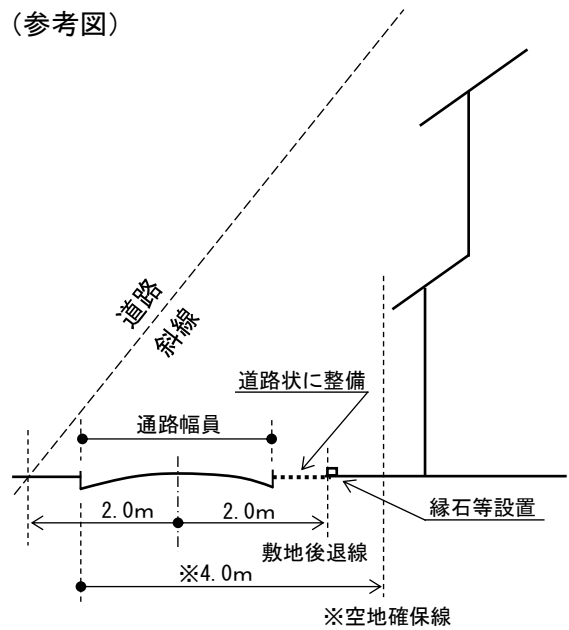 （参考図）
道路
斜線
道路状に整備
通路幅員
2.0m
2.0m
縁石等設置
敷地後退線
※4.0m
※空地確保線